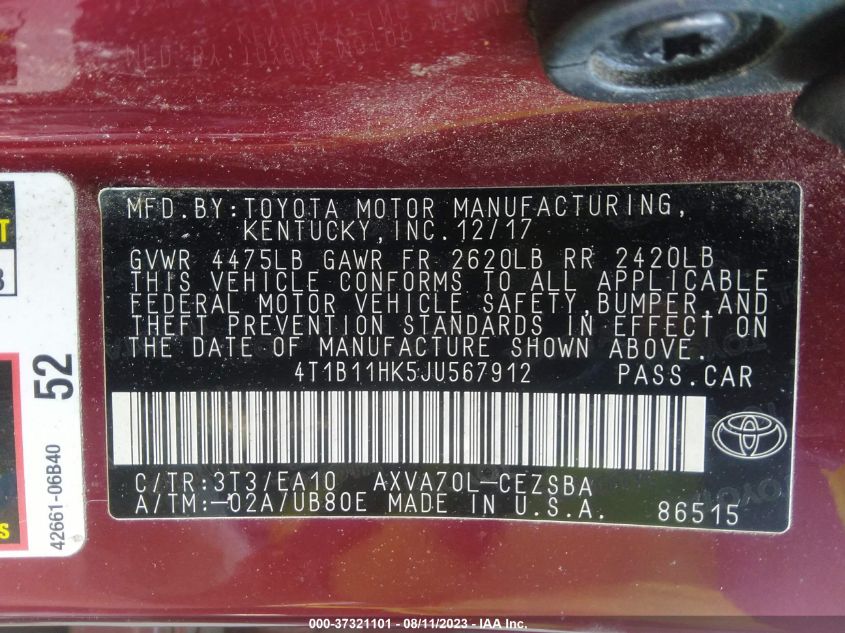 MFD.BY:TOYOTA MOTOR MANUFACTURING,
KENTUCKY,INC.12/17
GVWR 4475LB GAWR FR 2620LB RR 2420LB
THIS VEHICLE CONFORMS TO ALL APPLICABLE
FEDERAL MOTOR VEHICLE SAFETY,BUMPER,AND
THEFT PREVENTION STANDARDS IN EFFECT ON
THE DATE OF MANUFACTURE SHOWN ABOVE.
4T1B11HK5JU567912 PASS.CAR
C/TR:3T3/EA10 AXVA70L-CEZSBA
A/TM:-02A/UB80E MADE IN U.S.A. 86515
52
42661-06B40
000-37321101 - 08/11/2023 - IAA Inc.